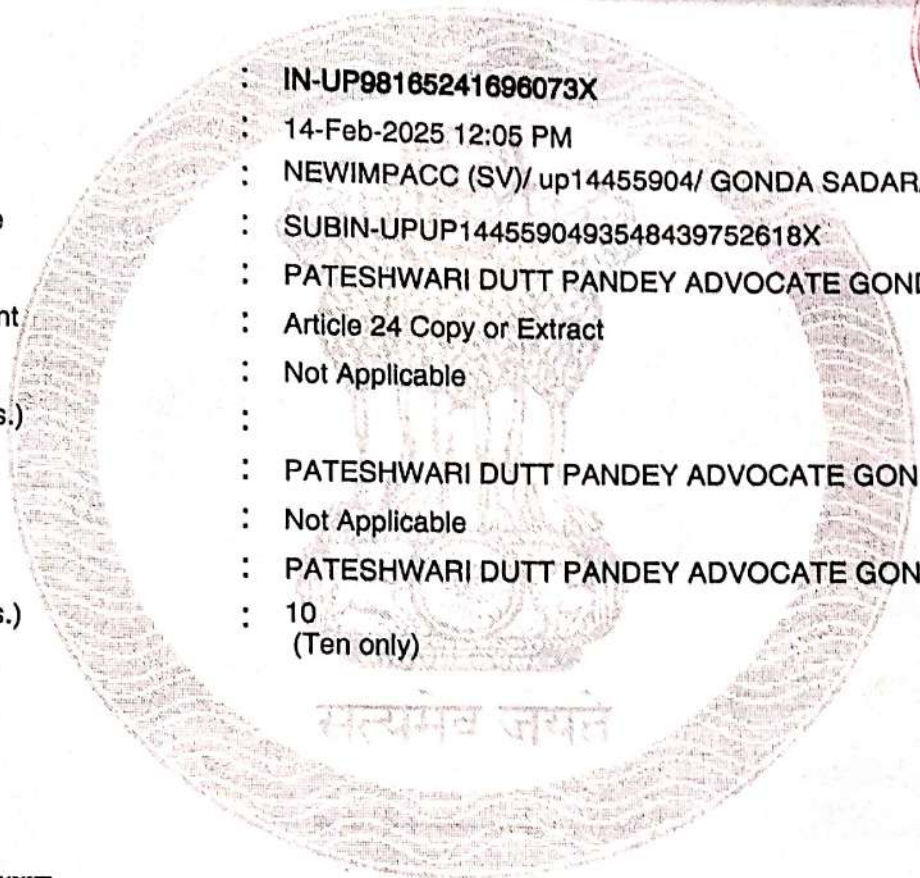 : IN-UP98165241696073X
: 14-Feb-2025 12:05 PM
: NEWIMPACC (SV)/ up14455904/ GONDA SADAR
: SUBIN-UPUP1445590493548439752618X
: PATESHWARI DUTT PANDEY ADVOCATE GOND
: Article 24 Copy or Extract
: Not Applicable
s.) :
: PATESHWARI DUTT PANDEY ADVOCATE GON
: Not Applicable
: PATESHWARI DUTT PANDEY ADVOCATE GON
s.) : 10
(Ten only)
सत्यमेव जयते